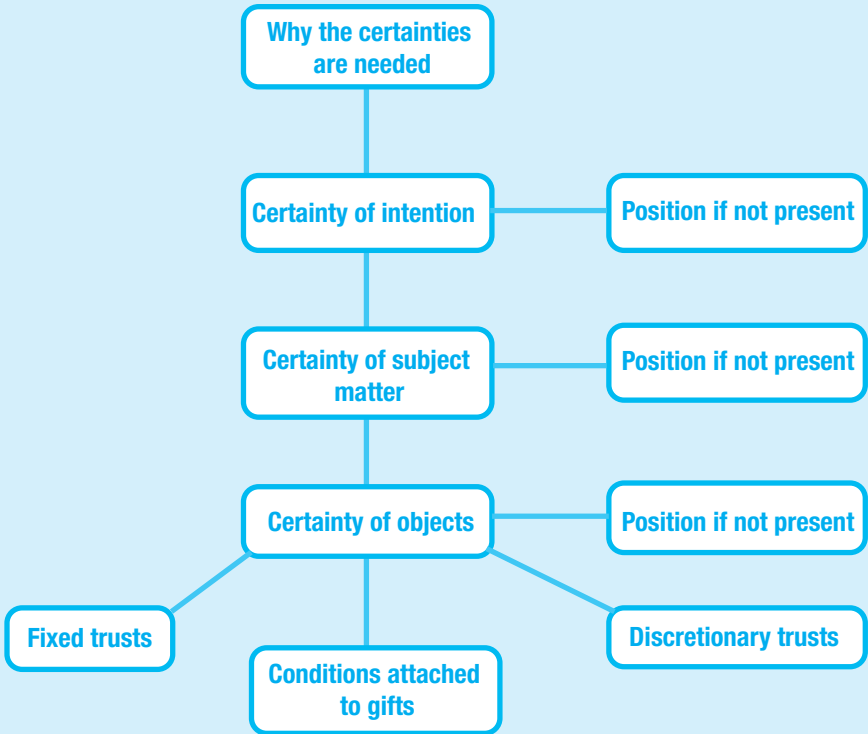 Why the certainties
are needed
Certainty of intention
Position if not present
Certainty of subject
matter
Position if not present
Certainty of objects
Position if not present
Fixed trusts
Discretionary trusts
Conditions attached
to gifts